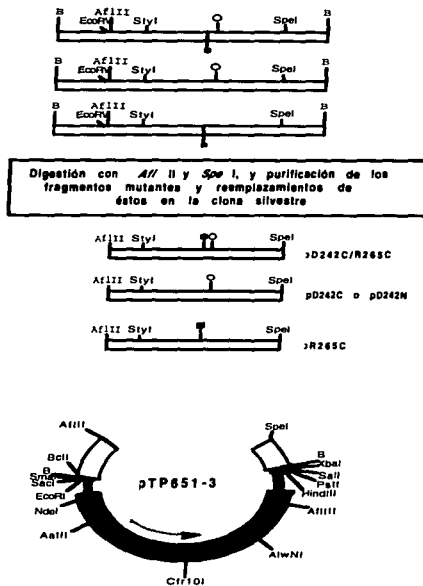 B AflII B
EcoRV StyI SpeI
B AflII B
EcoRV StyI SpeI
B AflII B
EcoRV StyI SpeI
Digestión con Afl II y Spe I, y purificación de los
fragmentos mutantes y reemplazamientos de
éstos en la clona silvestre
AflII StyI SpeI
pD242C/R265C
AflII StyI SpeI
pD242C o pD242N
AflII StyI SpeI
pR265C
AflII SpeI
BclI B
B XbaI
SmaI SalI
SacI PstI
EcoRI HindIII
NdeI AflIII
AatII AlwNI
Cfr10I
pTP651-3